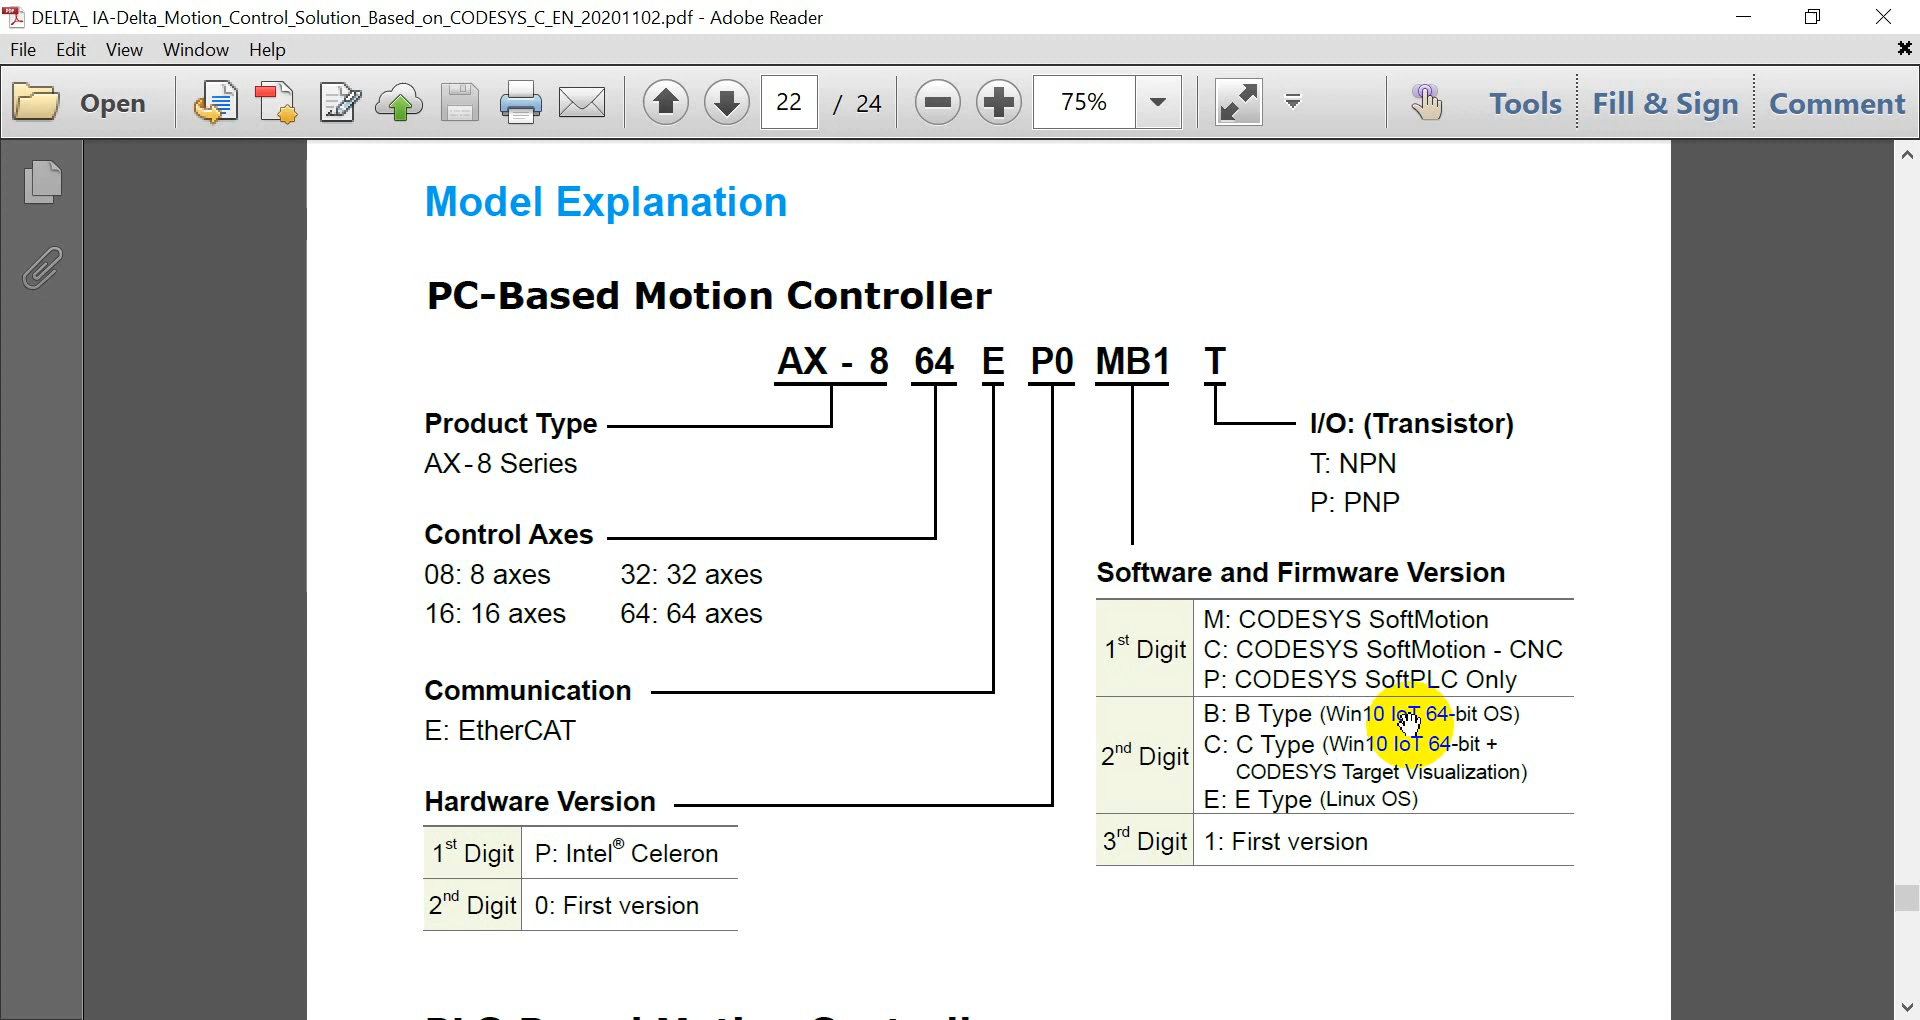 DELTA_ IA-Delta_Motion_Control_Solution_Based_on_CODESYS_C_EN_20201102.pdf - Adobe Reader
File Edit View Window Help
Open 22 / 24 75% Tools Fill & Sign Comment
Model Explanation
PC-Based Motion Controller
AX - 8 64 E P0 MB1 T
Product Type
AX-8 Series
I/O: (Transistor)
T: NPN
P: PNP
Control Axes
08: 8 axes 32: 32 axes
16: 16 axes 64: 64 axes
Communication
E: EtherCAT
Hardware Version
1st Digit P: Intel® Celeron
2nd Digit 0: First version
Software and Firmware Version
1st Digit
M: CODESYS SoftMotion
C: CODESYS SoftMotion - CNC
P: CODESYS SoftPLC Only
2nd Digit
B: B Type (Win10 IoT 64-bit OS)
C: C Type (Win10 IoT 64-bit +
CODESYS Target Visualization)
E: E Type (Linux OS)
3rd Digit 1: First version